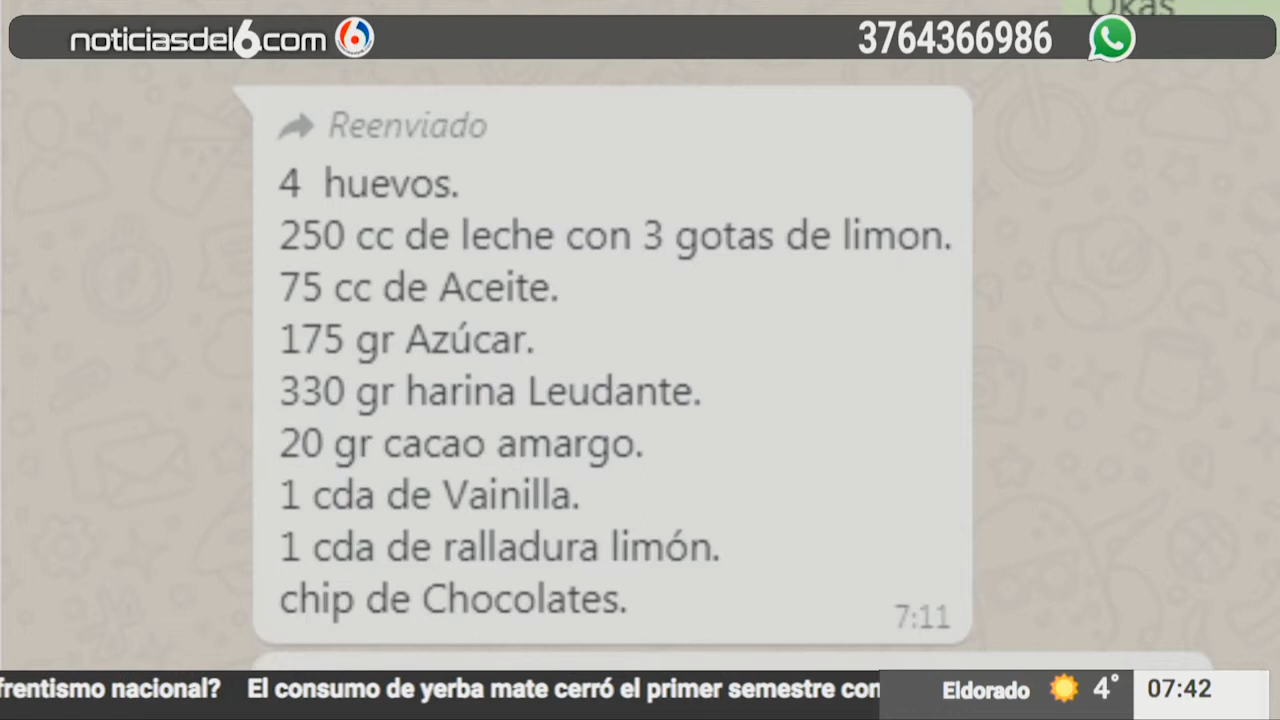 Okas
noticiasdel6.com 6
3764366986
Reenviado
4 huevos.
250 cc de leche con 3 gotas de limon.
75 cc de Aceite.
175 gr Azúcar.
330 gr harina Leudante.
20 gr cacao amargo.
1 cda de Vainilla.
1 cda de ralladura limón.
chip de Chocolates.
7:11
frentismo nacional? El consumo de yerba mate cerró el primer semestre con
Eldorado 4° 07:42